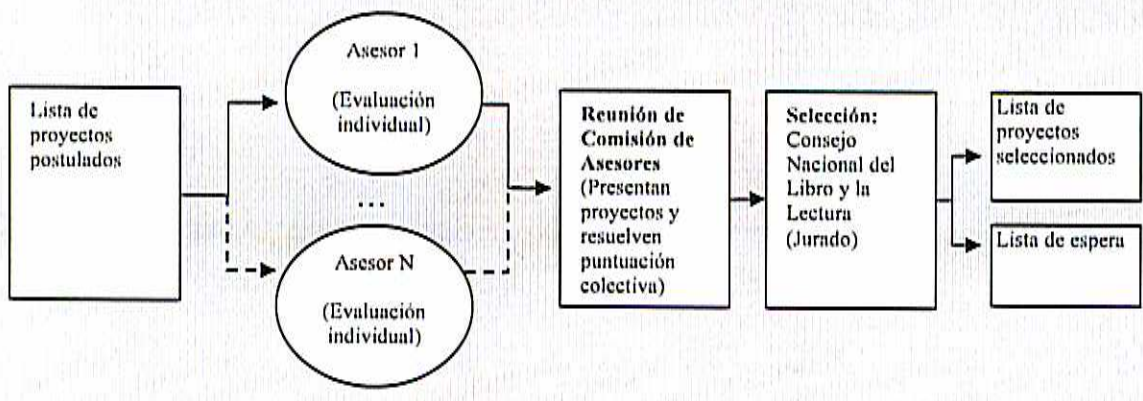 Lista de
proyectos
postulados
Asesor 1
(Evaluación
individual)
...
Asesor N
(Evaluación
individual)
Reunión de
Comisión de
Asesores
(Presentan
proyectos y
resuelven
puntuación
colectiva)
Selección:
Consejo
Nacional del
Libro y la
Lectura
(Jurado)
Lista de
proyectos
seleccionados
Lista de espera